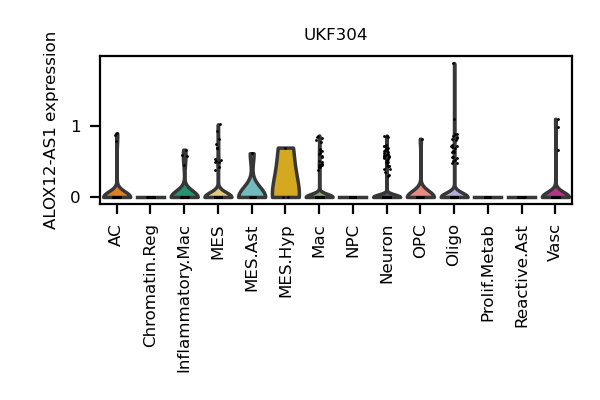 UKF304
ALOX12-AS1 expression
1
0
AC
Chromatin.Reg
Inflammatory.Mac
MES
MES.Ast
MES.Hyp
Mac
NPC
Neuron
OPC
Oligo
Prolif.Metab
Reactive.Ast
Vasc